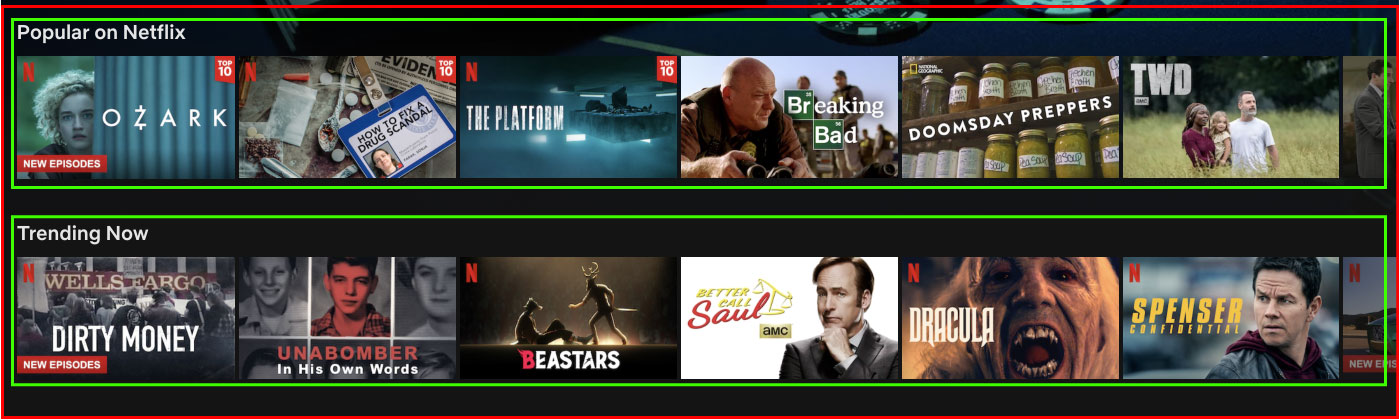 Popular on Netflix
N
OZARK
TOP
10
NEW EPISODES
N
EVIDEN
HOW TO FIX A
DRUG SCANDAL
TOP
10
N
THE PLATFORM
TOP
10
Breaking
Bad
NATIONAL
GEOGRAPHIC
DOOMSDAY PREPPERS
TWD
amc
Trending Now
N
WELLS FARGO
DIRTY MONEY
NEW EPISODES
UNABOMBER
In His Own Words
N
BEASTARS
BETTER
CALL
Saul
amc
N
DRACULA
N
SPENSER
CONFIDENTIAL
NEW EPIS